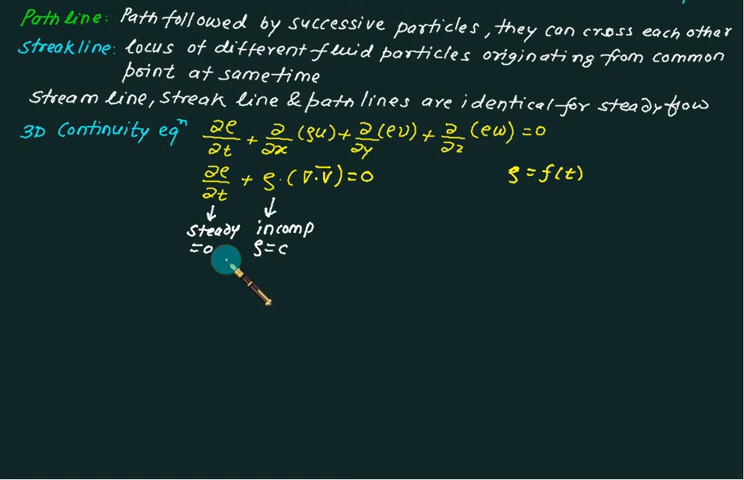 Path line: Path followed by successive particles, they can cross each other
Streak line: locus of different fluid particles originating from common
point at same time
Stream line, Streak line & path lines are identical for steady flow
3D Continuity eqⁿ ∂ρ/∂t + ∂/∂x (ρu) + ∂/∂y (ρv) + ∂/∂z (ρw) = 0
∂ρ/∂t + ρ·(∇·V̄) = 0 ρ = f(t)
↓ ↓
steady incomp
=0 ρ=c